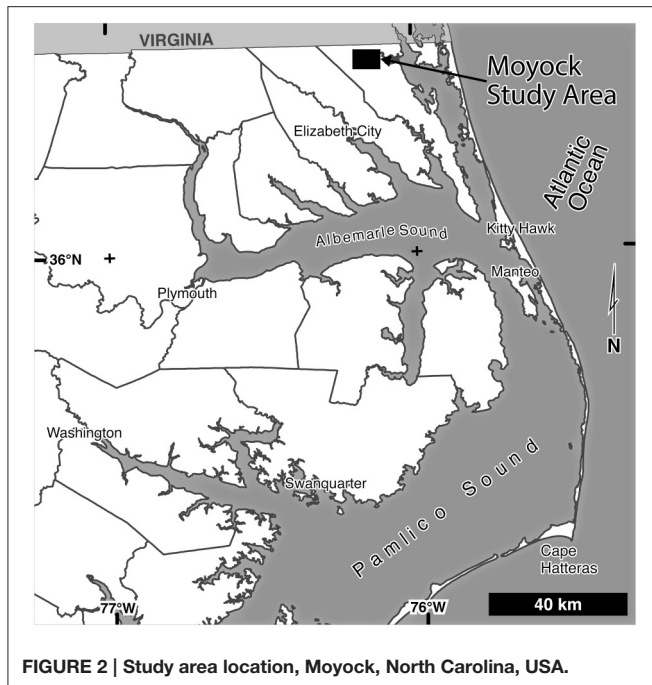 VIRGINIA
Moyock
Study Area
Elizabeth City
Atlantic
Ocean
Albemarle Sound
Kitty Hawk
36°N
Manteo
Plymouth
N
Washington
Swanquarter
Pamlico Sound
Cape
Hatteras
77°W
76°W
40 km
FIGURE 2 | Study area location, Moyock, North Carolina, USA.